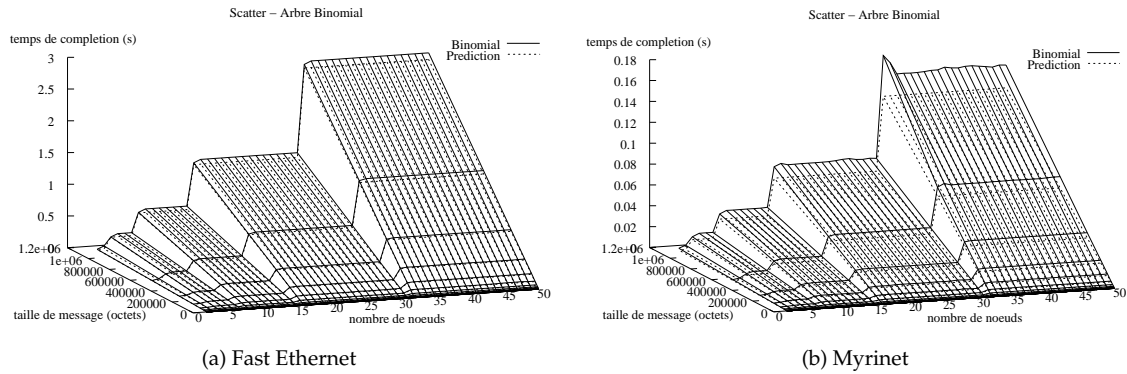 Scatter – Arbre Binomial
temps de completion (s)
Binomial
Prediction
3
2.5
2
1.5
1
0.5
0
1.2e+06
1e+06
800000
600000
400000
200000
0
taille de message (octets)
0
5
10
15
20
25
30
35
40
45
50
nombre de noeuds
(a) Fast Ethernet
Scatter – Arbre Binomial
temps de completion (s)
Binomial
Prediction
0.18
0.16
0.14
0.12
0.1
0.08
0.06
0.04
0.02
0
1.2e+06
1e+06
800000
600000
400000
200000
0
taille de message (octets)
0
5
10
15
20
25
30
35
40
45
50
nombre de noeuds
(b) Myrinet